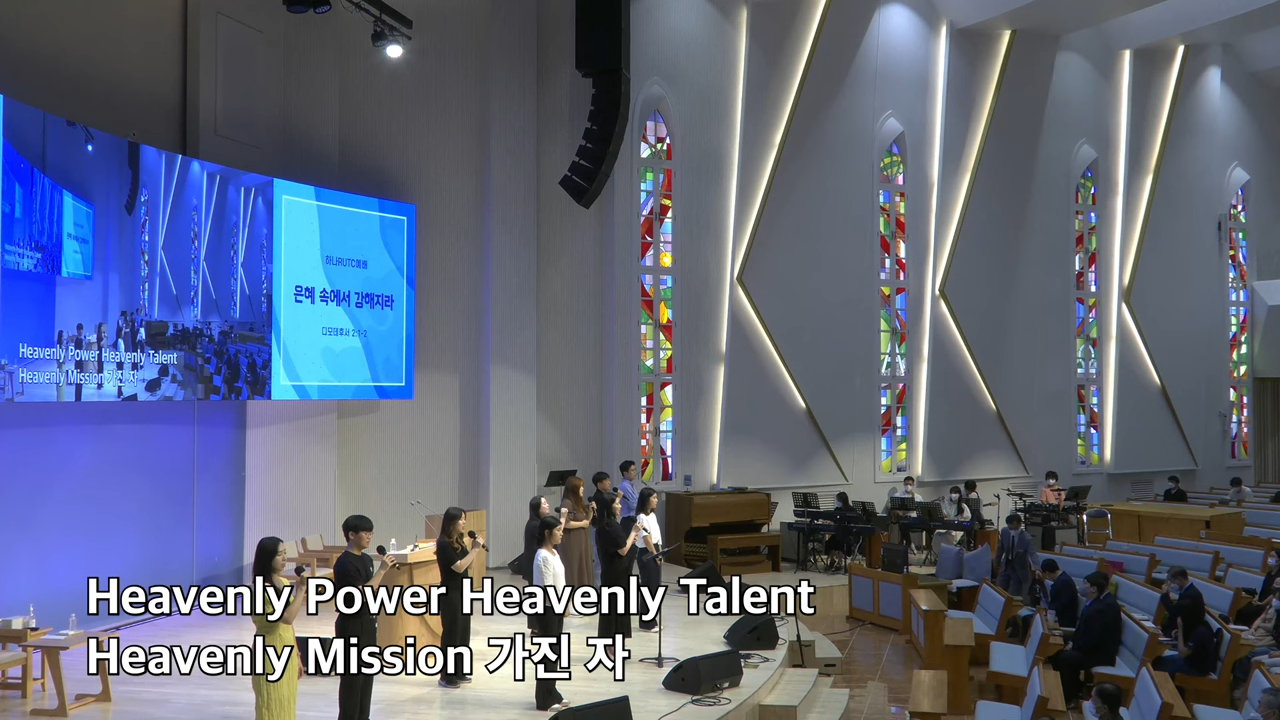 하나RUTC예배
은혜 속에서 강해지라
디모데후서 2:1-2
Heavenly Power Heavenly Talent
Heavenly Mission 가진 자
Heavenly Power Heavenly Talent
Heavenly Mission 가진 자